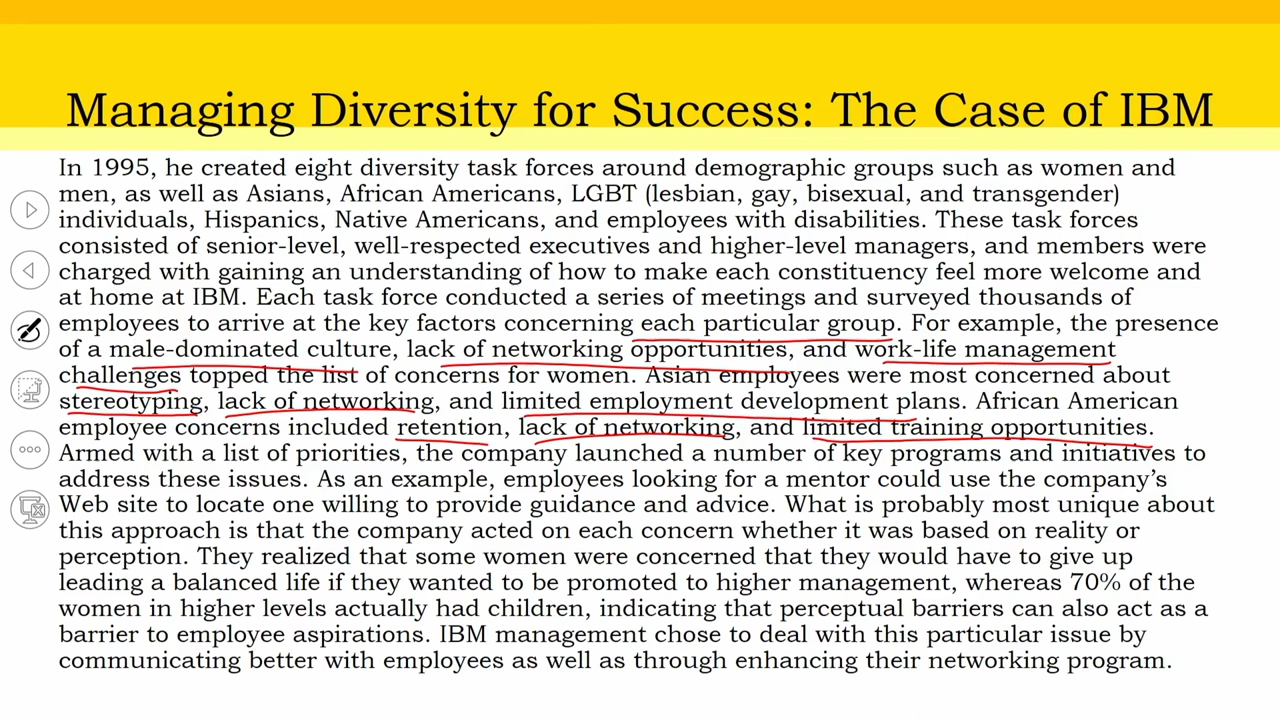 Managing Diversity for Success: The Case of IBM
In 1995, he created eight diversity task forces around demographic groups such as women and
men, as well as Asians, African Americans, LGBT (lesbian, gay, bisexual, and transgender)
individuals, Hispanics, Native Americans, and employees with disabilities. These task forces
consisted of senior-level, well-respected executives and higher-level managers, and members were
charged with gaining an understanding of how to make each constituency feel more welcome and
at home at IBM. Each task force conducted a series of meetings and surveyed thousands of
employees to arrive at the key factors concerning each particular group. For example, the presence
of a male-dominated culture, lack of networking opportunities, and work-life management
challenges topped the list of concerns for women. Asian employees were most concerned about
stereotyping, lack of networking, and limited employment development plans. African American
employee concerns included retention, lack of networking, and limited training opportunities.
Armed with a list of priorities, the company launched a number of key programs and initiatives to
address these issues. As an example, employees looking for a mentor could use the company's
Web site to locate one willing to provide guidance and advice. What is probably most unique about
this approach is that the company acted on each concern whether it was based on reality or
perception. They realized that some women were concerned that they would have to give up
leading a balanced life if they wanted to be promoted to higher management, whereas 70% of the
women in higher levels actually had children, indicating that perceptual barriers can also act as a
barrier to employee aspirations. IBM management chose to deal with this particular issue by
communicating better with employees as well as through enhancing their networking program.